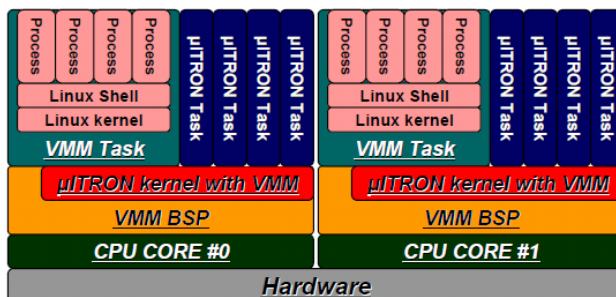 Process Process Process Process
Linux Shell
Linux kernel
VMM Task
µITRON Task µITRON Task µITRON Task µITRON Task
µITRON kernel with VMM
VMM BSP
CPU CORE #0
Process Process Process Process
Linux Shell
Linux kernel
VMM Task
µITRON Task µITRON Task µITRON Task µITRON Task
µITRON kernel with VMM
VMM BSP
CPU CORE #1
Hardware